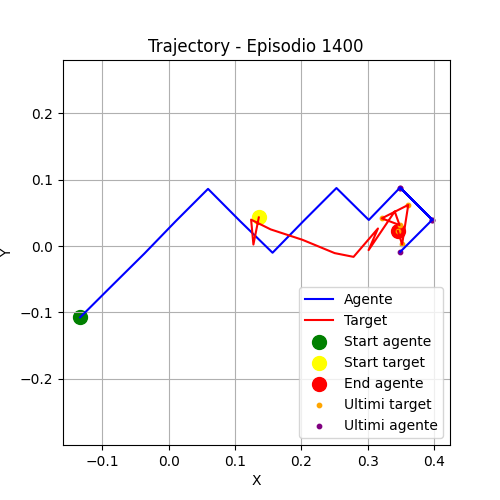 Trajectory - Episodio 1400
0.2
0.1
0.0
−0.1
−0.2
Y
−0.1
0.0
0.1
0.2
0.3
0.4
X
Agente
Target
Start agente
Start target
End agente
Ultimi target
Ultimi agente